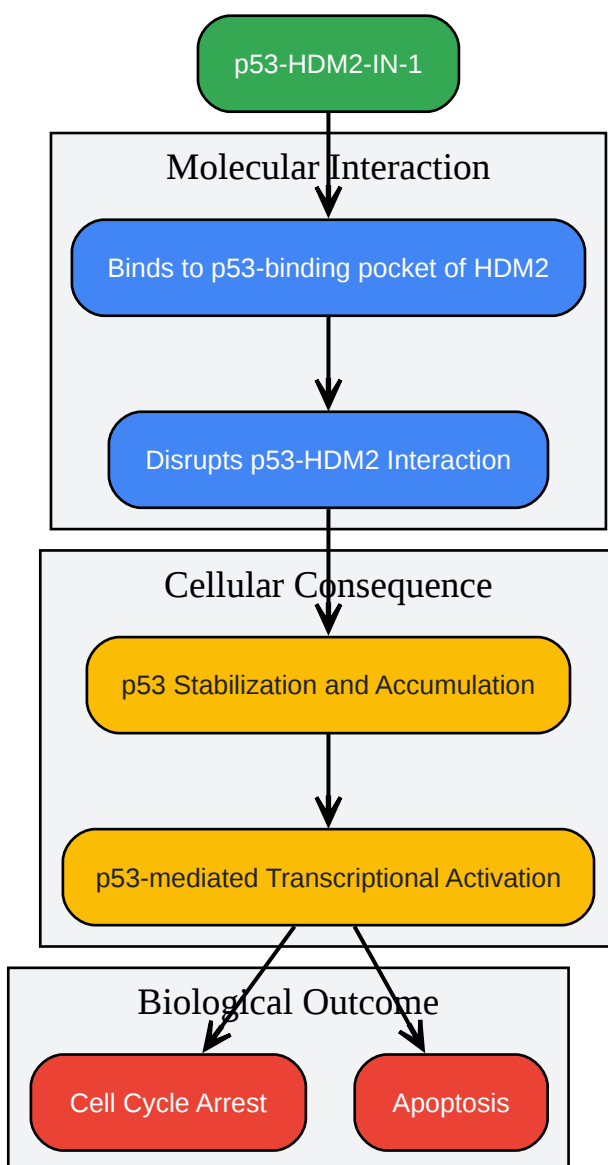 p53-HDM2-IN-1
Molecular Interaction
Binds to p53-binding pocket of HDM2
Disrupts p53-HDM2 Interaction
Cellular Consequence
p53 Stabilization and Accumulation
p53-mediated Transcriptional Activation
Biological Outcome
Cell Cycle Arrest
Apoptosis